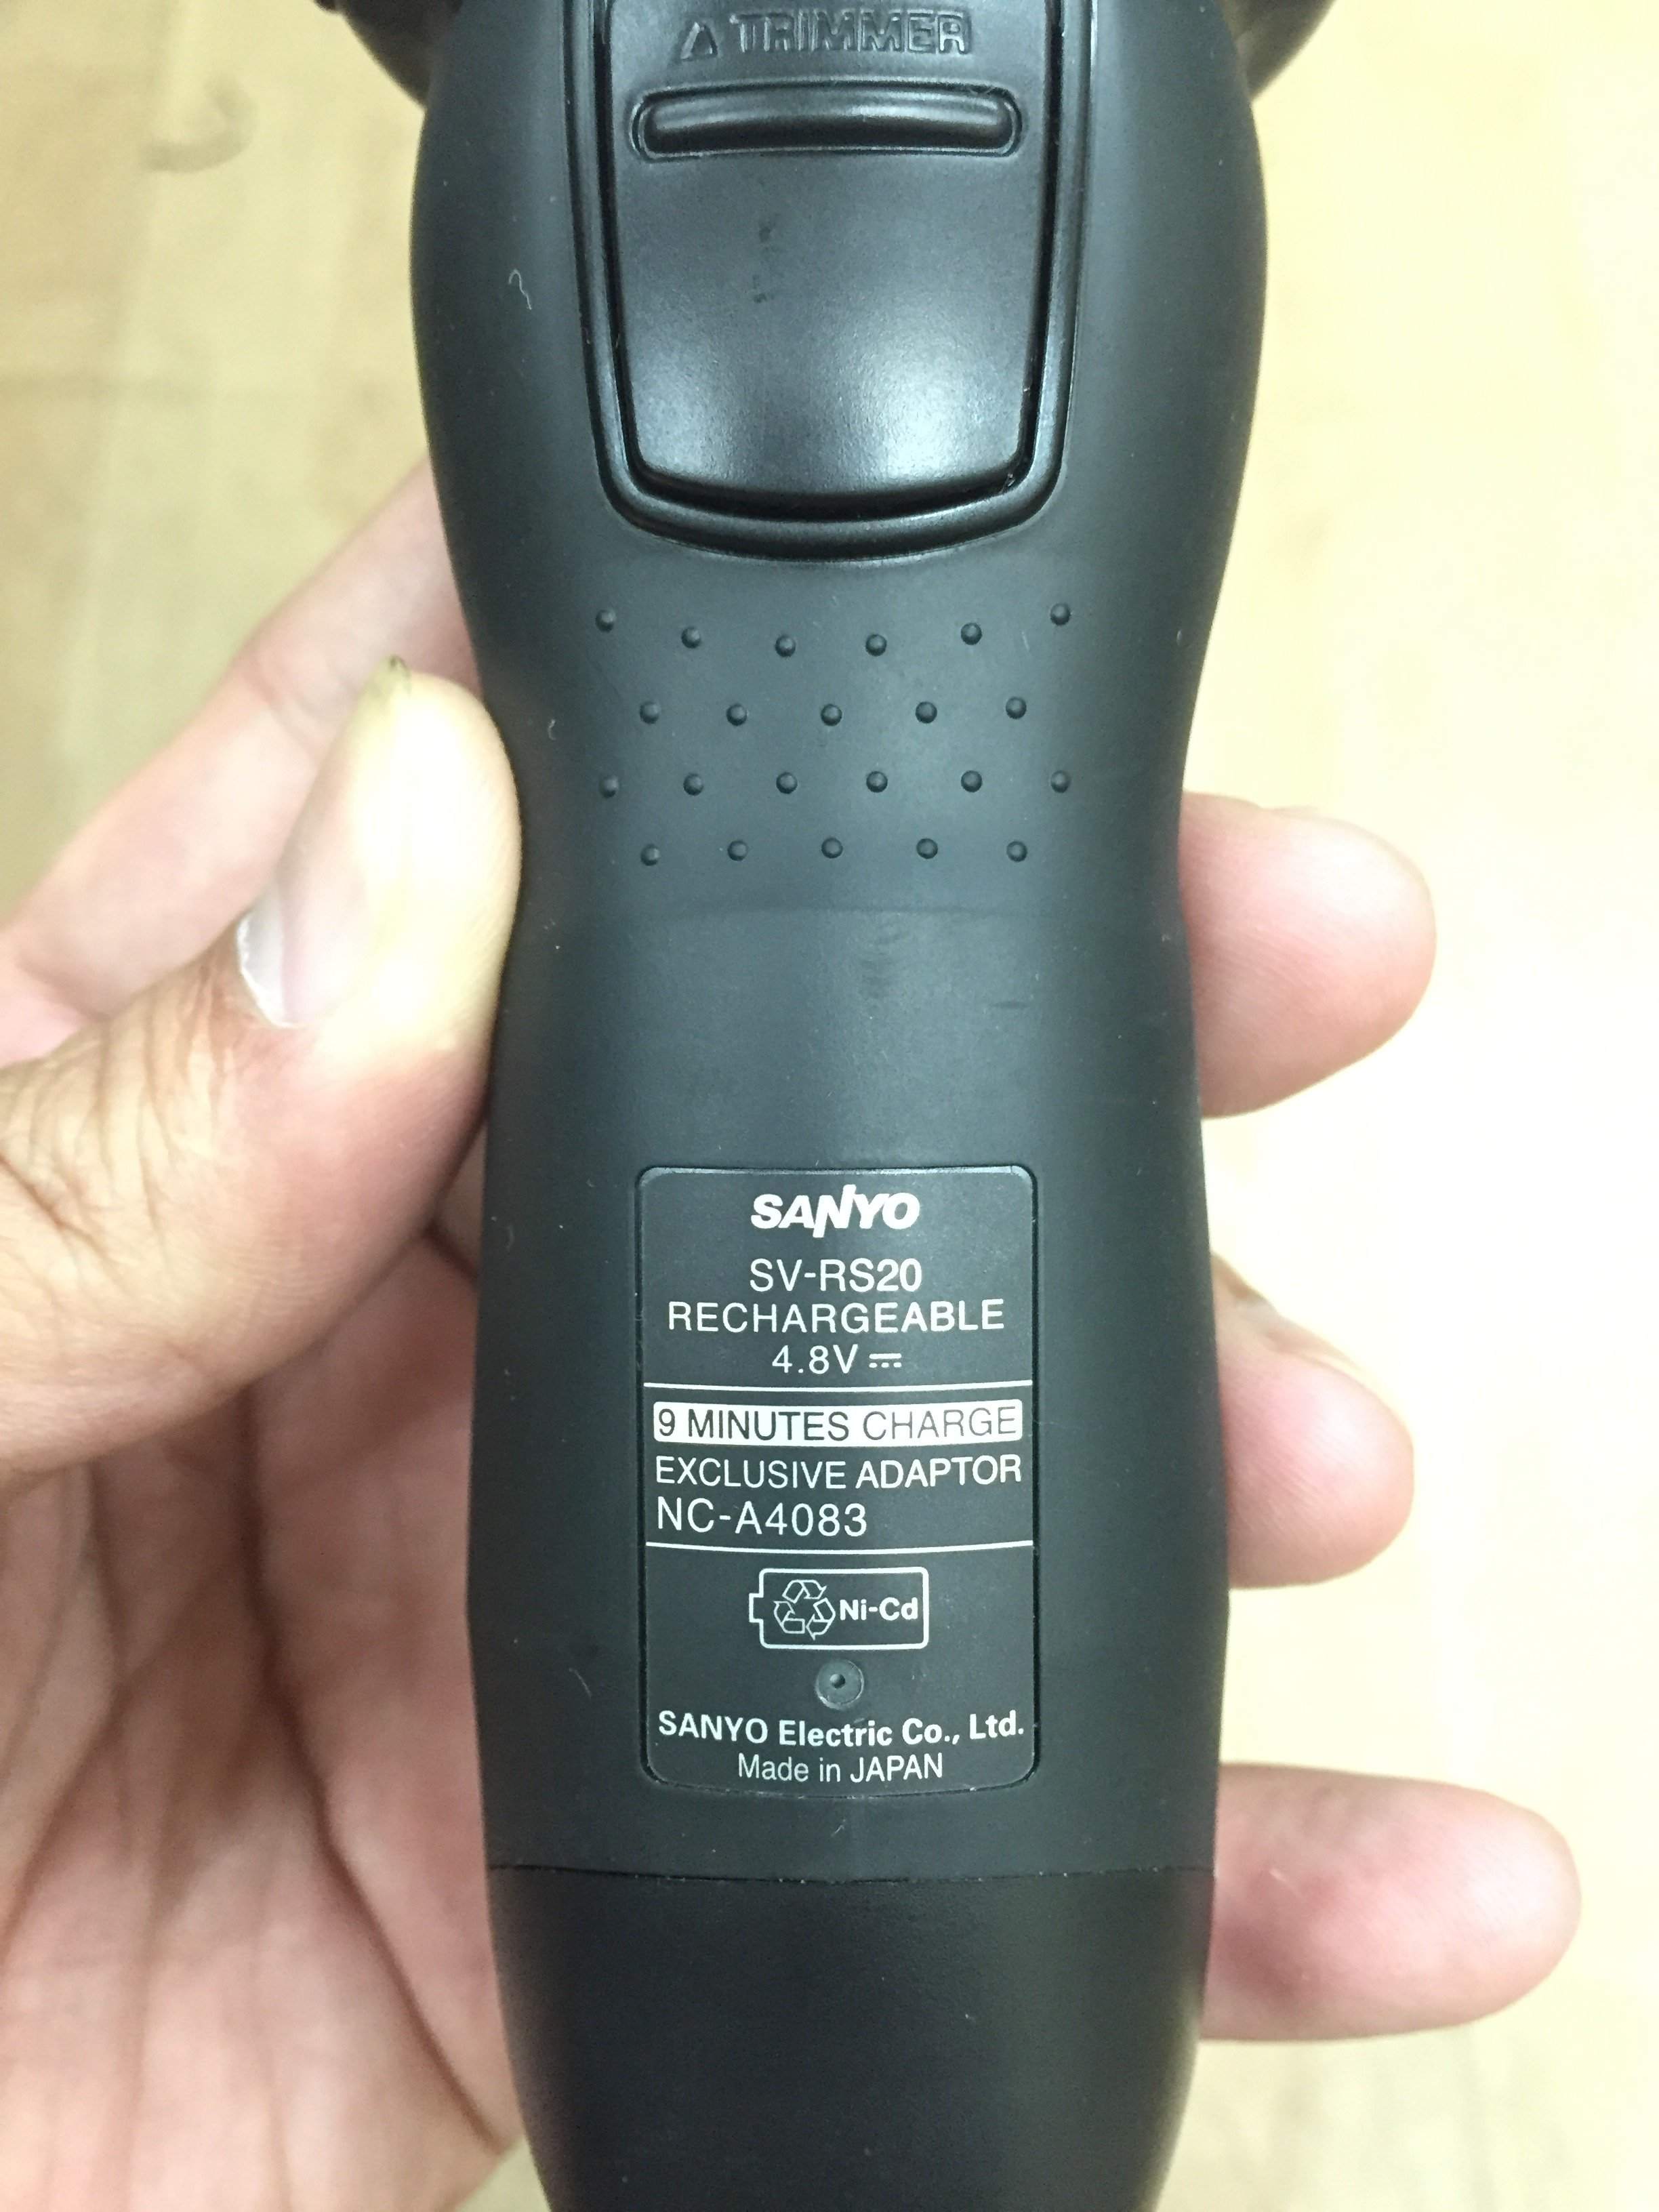 △ TRIMMER
SANYO
SV-RS20
RECHARGEABLE
4.8V ⎓
9 MINUTES CHARGE
EXCLUSIVE ADAPTOR
NC-A4083
Ni-Cd
SANYO Electric Co., Ltd.
Made in JAPAN